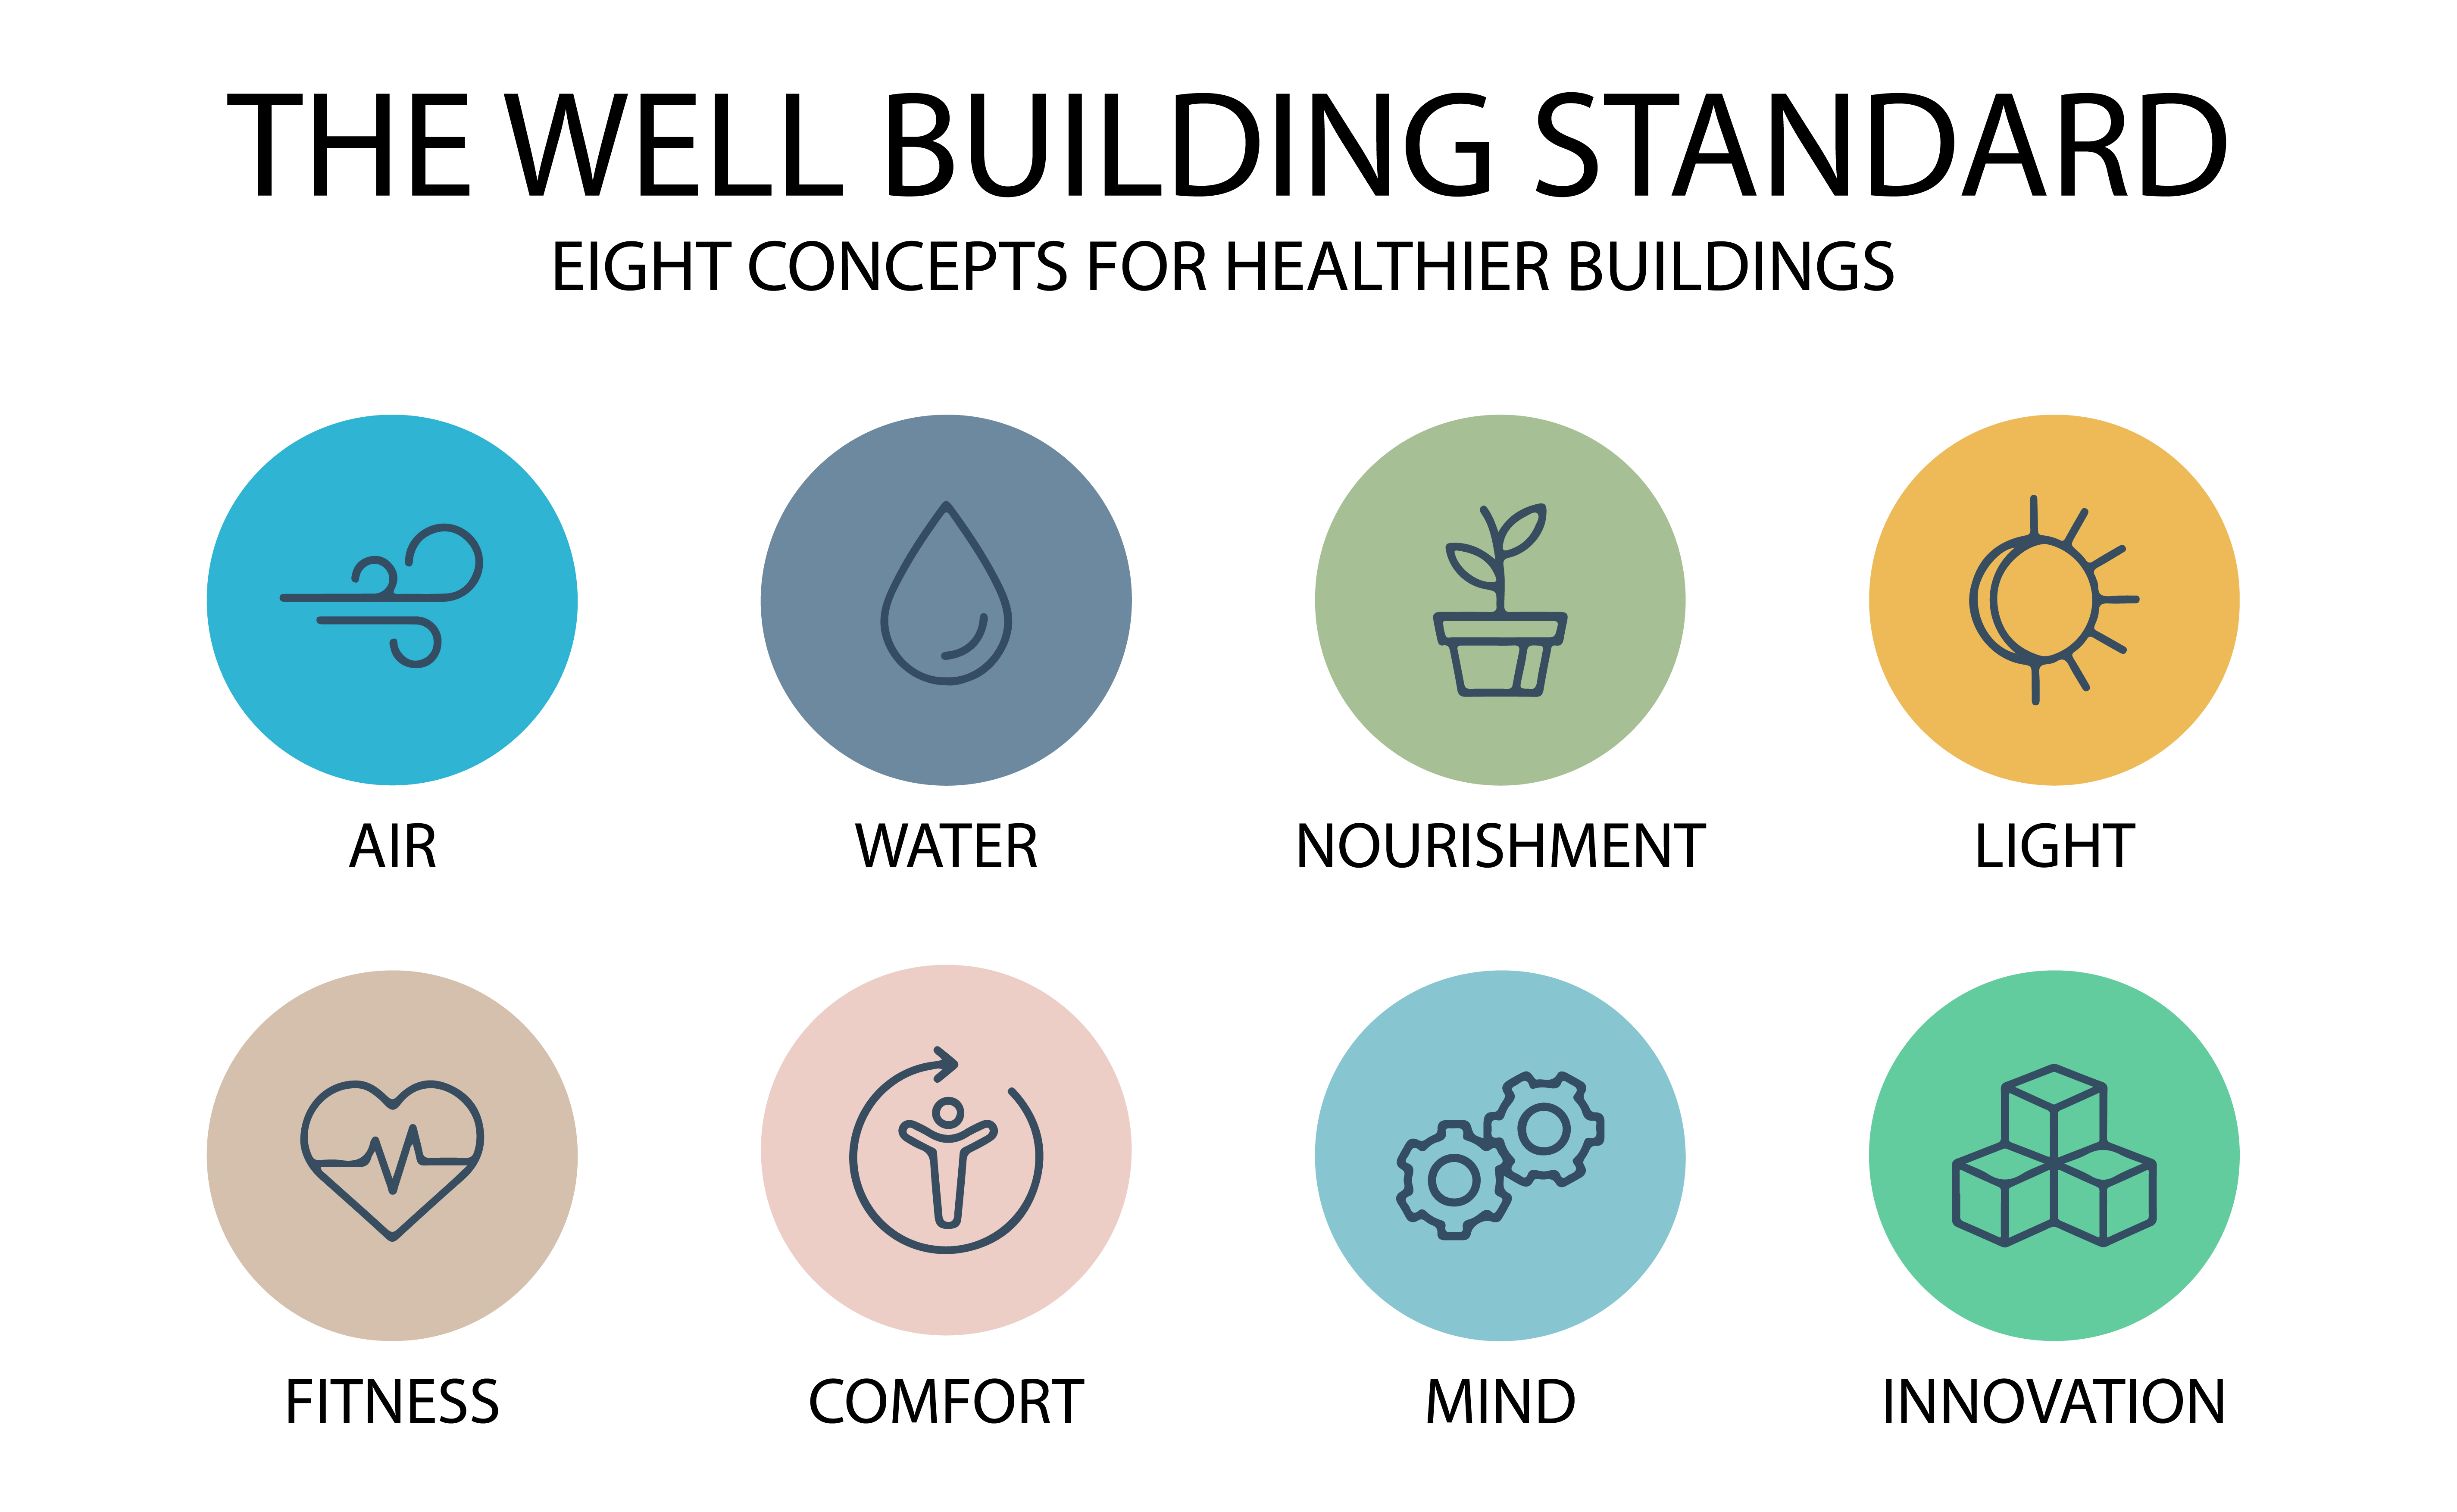 THE WELL BUILDING STANDARD
EIGHT CONCEPTS FOR HEALTHIER BUILDINGS
AIR
WATER
NOURISHMENT
LIGHT
FITNESS
COMFORT
MIND
INNOVATION